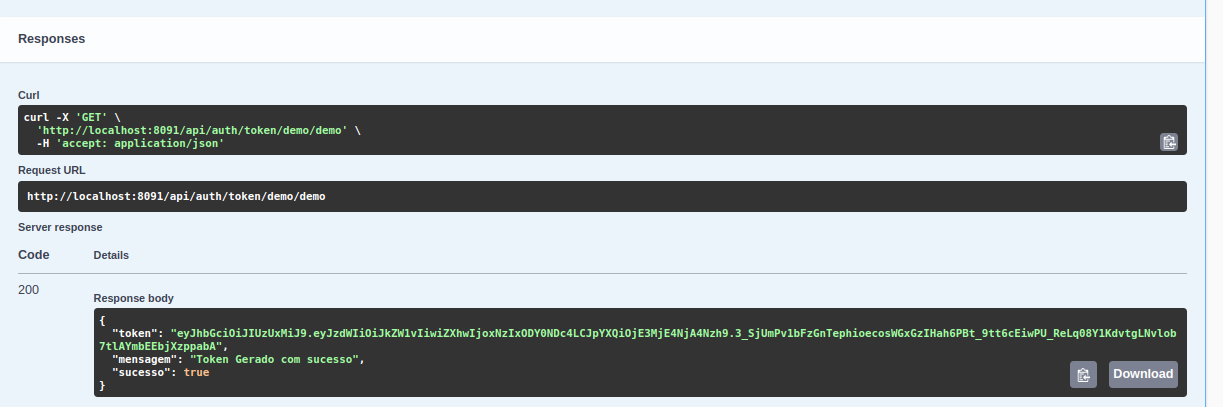 Responses
Curl
curl -X 'GET' \
'http://localhost:8091/api/auth/token/demo/demo' \
-H 'accept: application/json'
Request URL
http://localhost:8091/api/auth/token/demo/demo
Server response
Code Details
200
Response body
{
"token": "eyJhbGciOiJIUzUxMiJ9.eyJzdWIiOiJkZW1vIiwiZXhwIjoxNzIxODY0NDc4LCJpYXQiOjE3MjE4NjA4Nzh9.3_SjUmPv1bFzGnTephioecosWGxGzIHah6PBt_9tt6cEiwPU_ReLq08Y1KdvtgLNvlob
7tlAYmbEEbjXzppabA",
"mensagem": "Token Gerado com sucesso",
"sucesso": true
}
Download